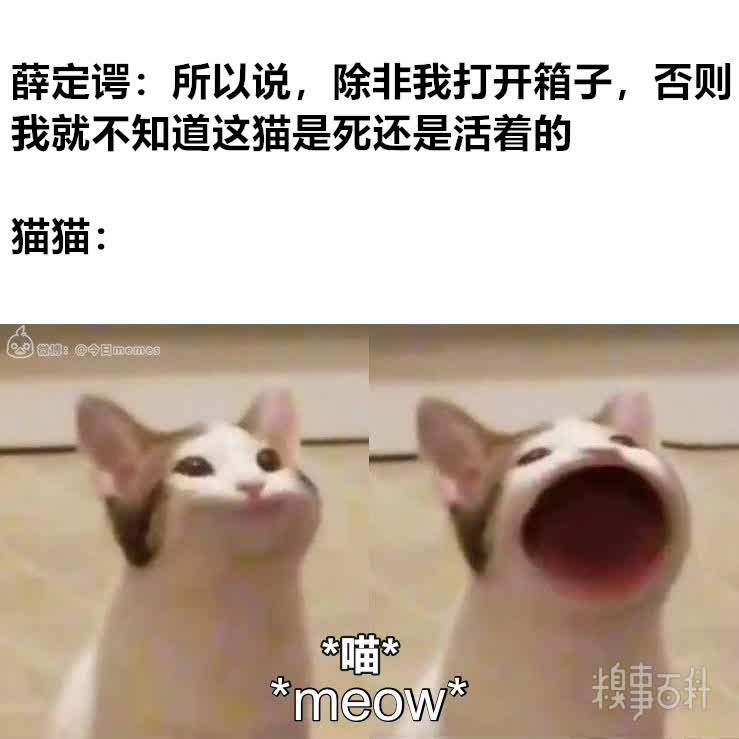 薛定谔：所以说，除非我打开箱子，否则
我就不知道这猫是死还是活着的
猫猫：
微博：@今日memes
*喵*
*meow*
糗事百科